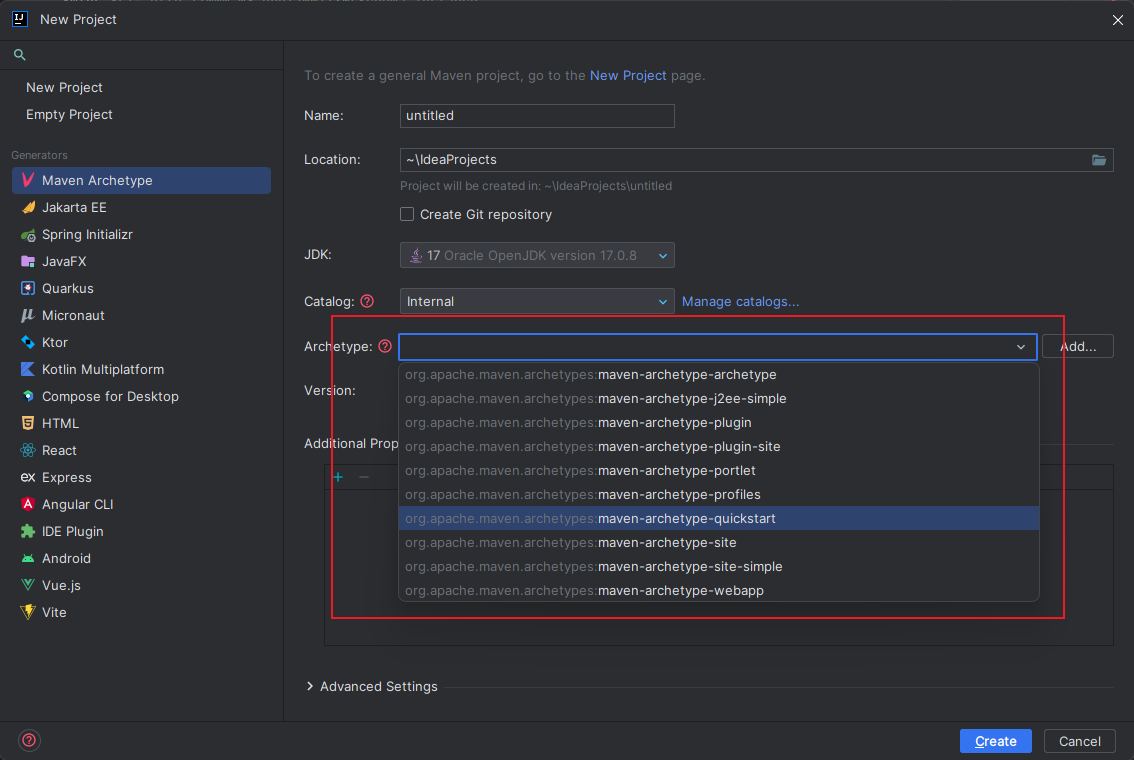 New Project
New Project
Empty Project
Generators
Maven Archetype
Jakarta EE
Spring Initializr
JavaFX
Quarkus
Micronaut
Ktor
Kotlin Multiplatform
Compose for Desktop
HTML
React
ex Express
Angular CLI
IDE Plugin
Android
Vue.js
Vite
To create a general Maven project, go to the New Project page.
Name: untitled
Location: ~\IdeaProjects
Project will be created in: ~\IdeaProjects\untitled
Create Git repository
JDK: 17 Oracle OpenJDK version 17.0.8
Catalog: ? Internal Manage catalogs...
Archetype: ? Add...
org.apache.maven.archetypes:maven-archetype-archetype
Version:
org.apache.maven.archetypes:maven-archetype-j2ee-simple
org.apache.maven.archetypes:maven-archetype-plugin
Additional Prop
org.apache.maven.archetypes:maven-archetype-plugin-site
org.apache.maven.archetypes:maven-archetype-portlet
org.apache.maven.archetypes:maven-archetype-profiles
org.apache.maven.archetypes:maven-archetype-quickstart
org.apache.maven.archetypes:maven-archetype-site
org.apache.maven.archetypes:maven-archetype-site-simple
org.apache.maven.archetypes:maven-archetype-webapp
Advanced Settings
? Create Cancel